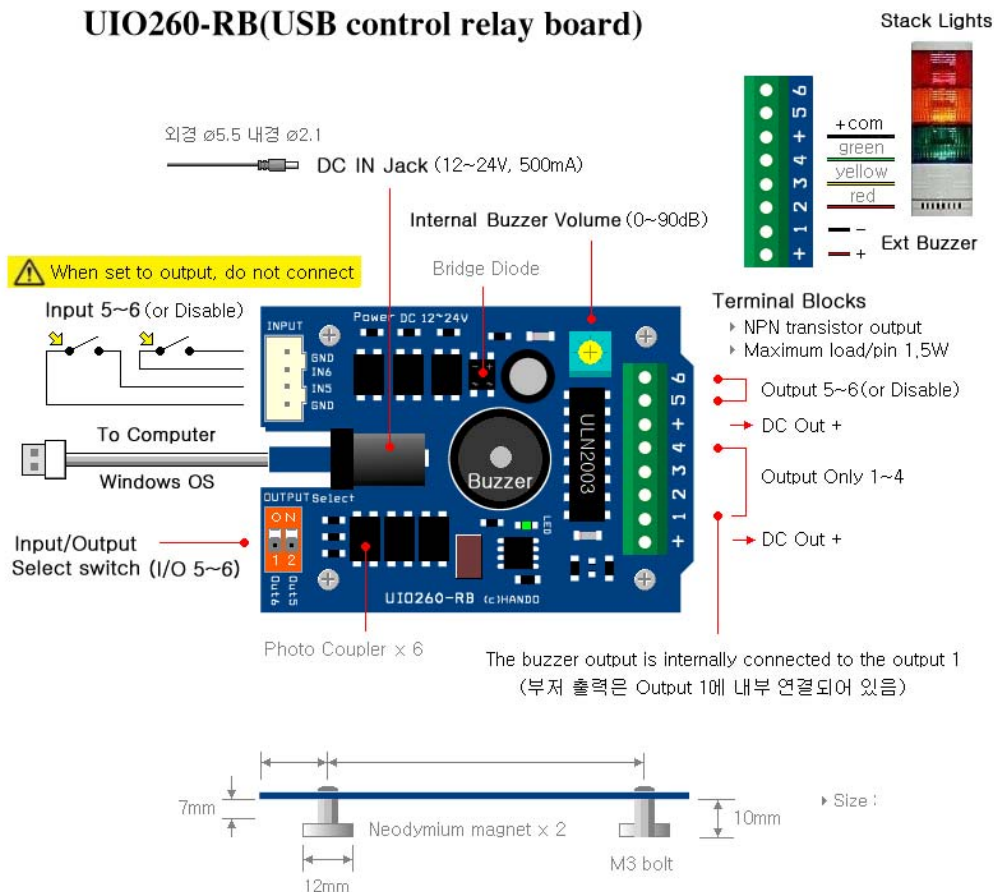 UIO260-RB(USB control relay board)
Stack Lights
6
5
+
4
3
2
1
+
+com
green
yellow
red
–
+
Ext Buzzer
외경 ø5.5 내경 ø2.1
DC IN Jack (12~24V, 500mA)
Internal Buzzer Volume (0~90dB)
Bridge Diode
When set to output, do not connect
Input 5~6 (or Disable)
INPUT
GND
IN6
IN5
GND
Power DC 12~24V
To Computer
Windows OS
OUTPUT Select
ON
1 2
Out6
Out5
Input/Output
Select switch (I/O 5~6)
Buzzer
ULN2003
LED
UIO260-RB (c)HANDO
6
5
+
4
3
2
1
+
Terminal Blocks
NPN transistor output
Maximum load/pin 1,5W
Output 5~6(or Disable)
DC Out +
Output Only 1~4
DC Out +
Photo Coupler × 6
The buzzer output is internally connected to the output 1
(부저 출력은 Output 1에 내부 연결되어 있음)
7mm
Neodymium magnet × 2
12mm
M3 bolt
10mm
Size :